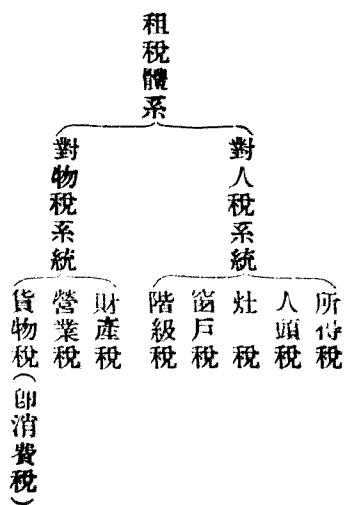 租稅體系
對人稅系統
所得稅
人頭稅
灶稅
窗戶稅
階級稅
對物稅系統
財產稅
營業稅
貨物稅(卽消費稅)